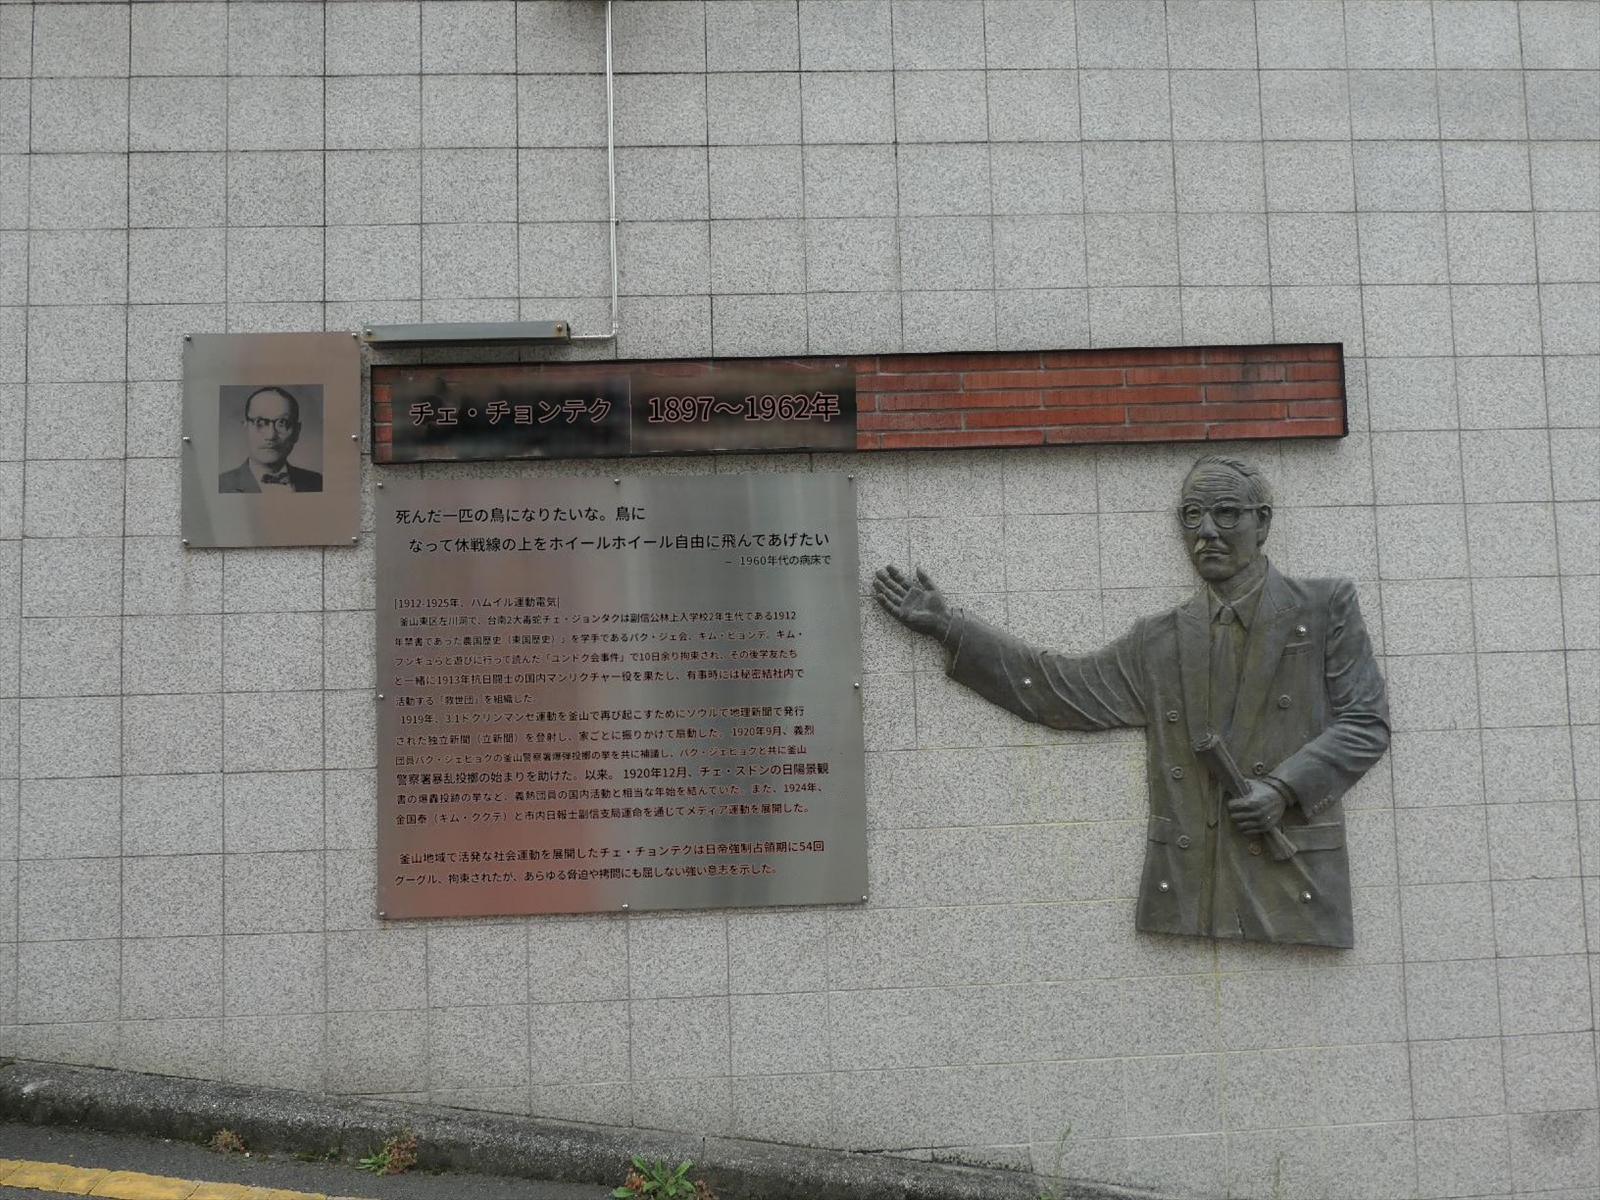 チェ・チョンテク 1897～1962年
死んだ一匹の鳥になりたいな。鳥に
なって休戦線の上をホイールホイール自由に飛んであげたい
– 1960年代の病床で
[1912-1925年、ハムイル運動電気]
釜山東区左川洞で、台南2大毒蛇チェ・ジョンタクは副信公林上入学校2年生代である1912
年禁書であった農国歴史（東国歴史）」を学手であるパク・ジェ会、キム・ヒョンデ、キム・
フンギュらと遊びに行って読んだ「ユンドク会事件」で10日余り拘束され、その後学友たち
と一緒に1913年抗日闘士の国内マンリクチャー役を果たし、有事時には秘密結社内で
活動する「救世団」を組織した。
1919年、3.1ドクリンマンセ運動を釜山で再び起こすためにソウルで地理新聞で発行
された独立新聞（立新聞）を登射し、家ごとに振りかけて扇動した。 1920年9月、義烈
団員パク・ジェヒョクの釜山警察署爆弾投擲の挙を共に補議し、パク・ジェヒョクと共に釜山
警察署暴乱投擲の始まりを助けた。以来。 1920年12月、チェ・スドンの日陽景観
書の爆轟投跡の挙など、義熱団員の国内活動と相当な年始を結んでいた。また、1924年、
金国泰（キム・ククテ）と市内日報士副信支局運命を通じてメディア運動を展開した。
釜山地域で活発な社会運動を展開したチェ・チョンテクは日帝強制占領期に54回
グーグル、拘束されたが、あらゆる脅迫や拷問にも屈しない強い意志を示した。